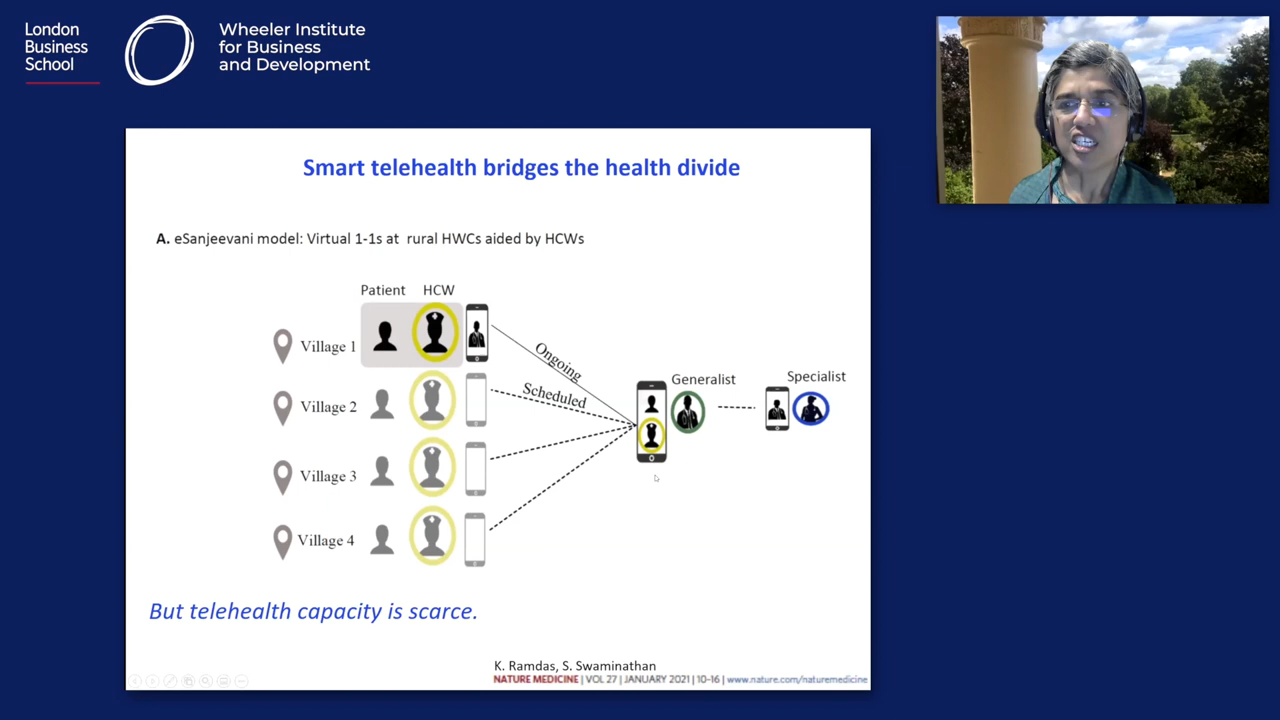 London
Business
School
Wheeler Institute
for Business
and Development
Smart telehealth bridges the health divide
A. eSanjeevani model: Virtual 1-1s at rural HWCs aided by HCWs
Patient HCW
Village 1
Village 2
Village 3
Village 4
Ongoing
Scheduled
Generalist
Specialist
But telehealth capacity is scarce.
K. Ramdas, S. Swaminathan
NATURE MEDICINE | VOL 27 | JANUARY 2021 | 10-16 | www.nature.com/naturemedicine